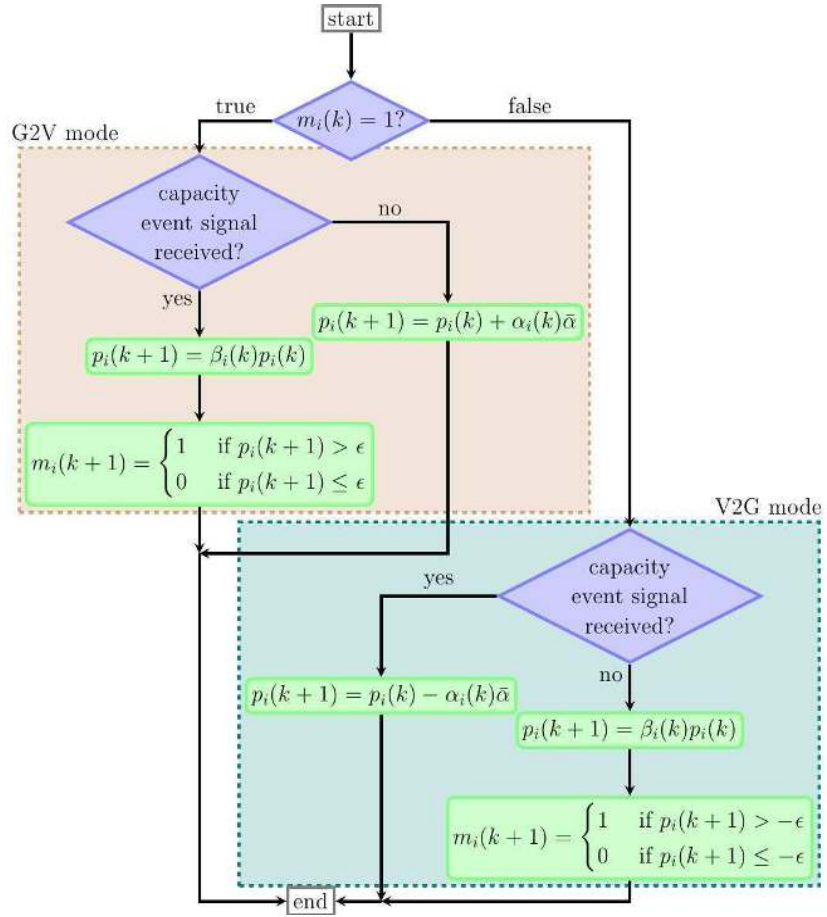 start
m_i(k) = 1?
true
false
G2V mode
capacity
event signal
received?
no
yes
p_i(k + 1) = p_i(k) + α_i(k)ᾱ
p_i(k + 1) = β_i(k)p_i(k)
m_i(k + 1) = { 1 if p_i(k + 1) > ϵ
0 if p_i(k + 1) ≤ ϵ
V2G mode
capacity
event signal
received?
yes
no
p_i(k + 1) = p_i(k) − α_i(k)ᾱ
p_i(k + 1) = β_i(k)p_i(k)
m_i(k + 1) = { 1 if p_i(k + 1) > −ϵ
0 if p_i(k + 1) ≤ −ϵ
end